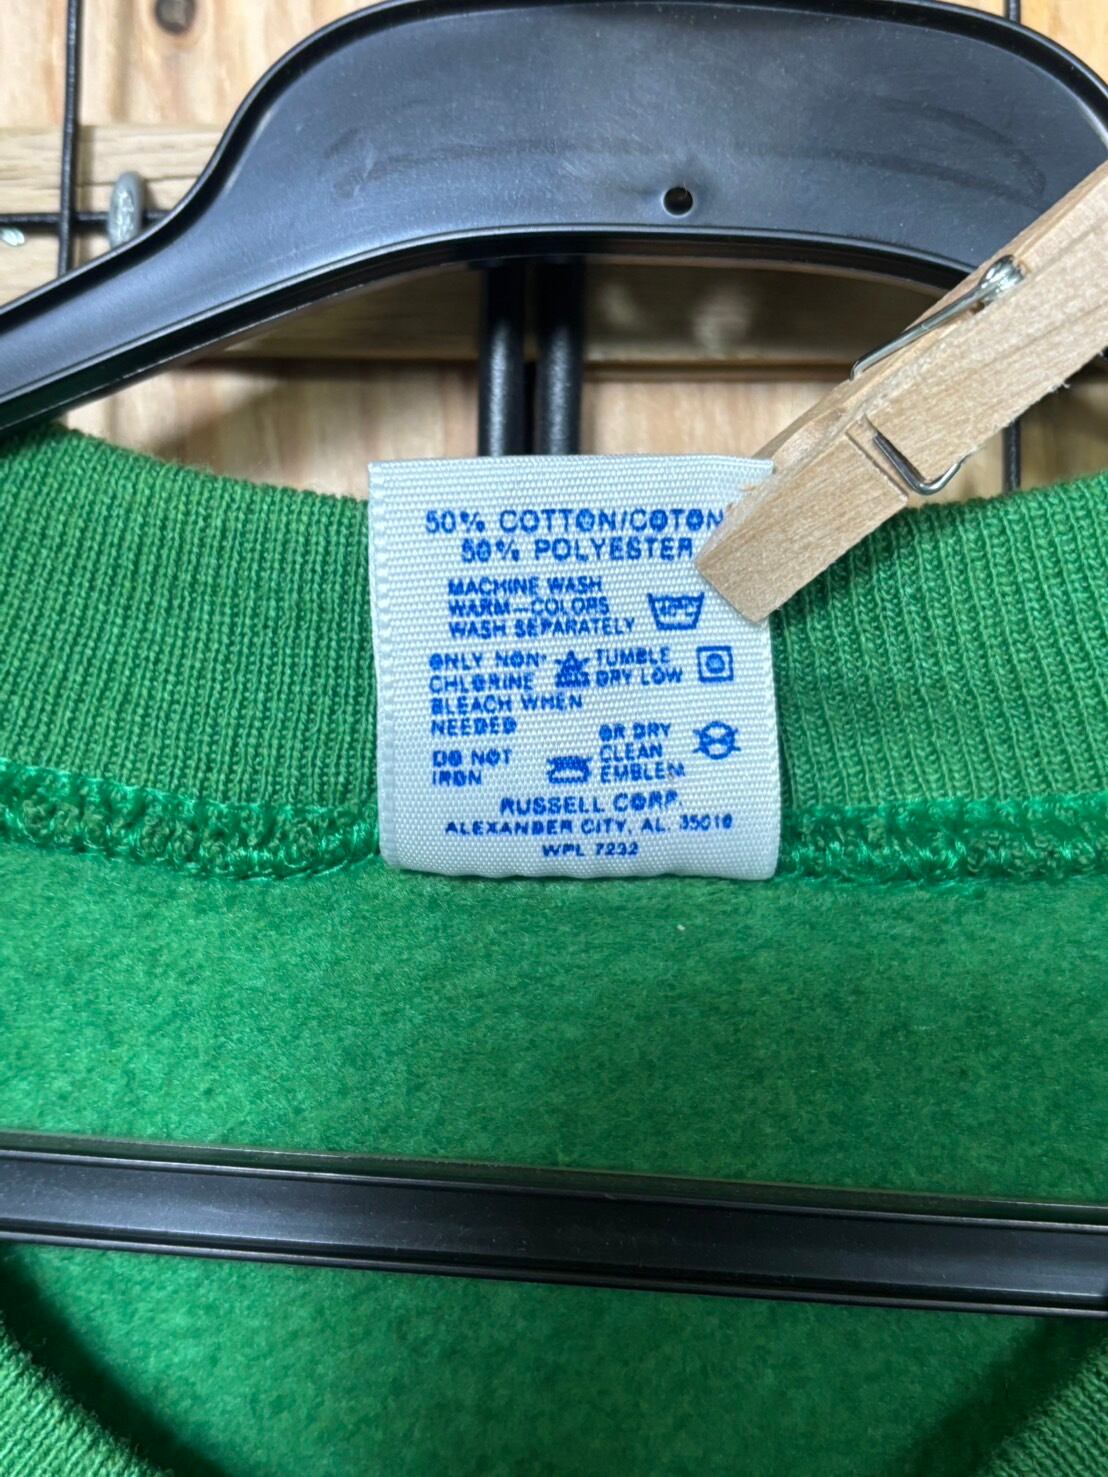 50% COTTON/COTON
50% POLYESTER
MACHINE WASH
WARM—COLORS
WASH SEPARATELY
ONLY NON-
CHLORINE
BLEACH WHEN
NEEDED
TUMBLE
DRY LOW
DO NOT
IRON
OR DRY
CLEAN
EMBLEM
RUSSELL CORP.
ALEXANDER CITY, AL. 35010
WPL 7232